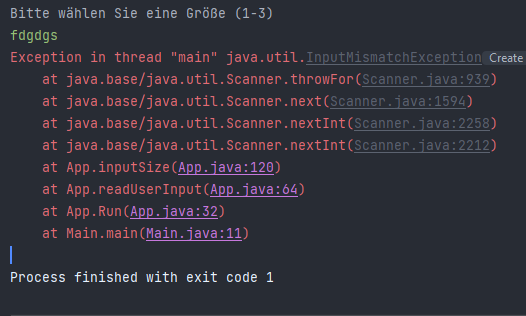 Bitte wählen Sie eine Größe (1-3)
fdgdgs
Exception in thread "main" java.util.InputMismatchException Create
at java.base/java.util.Scanner.throwFor(Scanner.java:939)
at java.base/java.util.Scanner.next(Scanner.java:1594)
at java.base/java.util.Scanner.nextInt(Scanner.java:2258)
at java.base/java.util.Scanner.nextInt(Scanner.java:2212)
at App.inputSize(App.java:120)
at App.readUserInput(App.java:64)
at App.Run(App.java:32)
at Main.main(Main.java:11)
Process finished with exit code 1